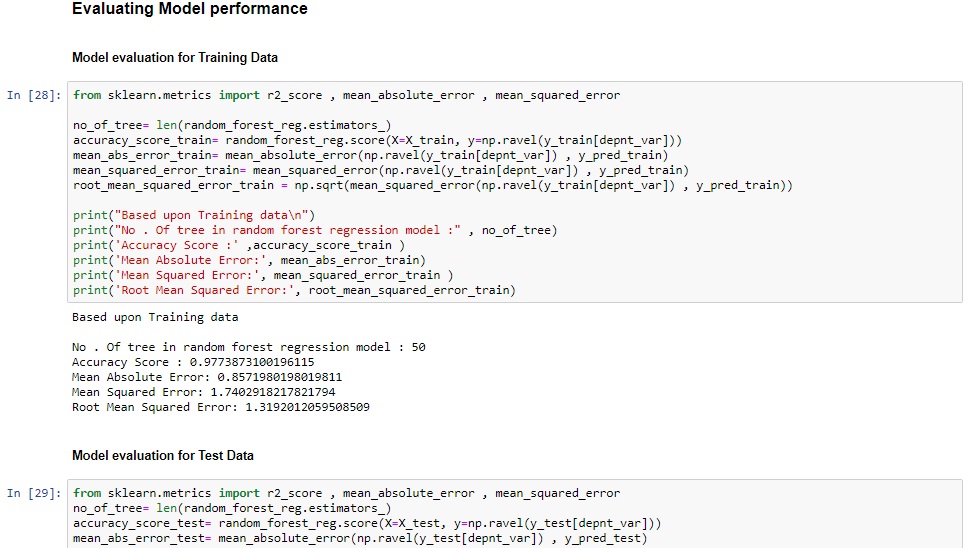 Evaluating Model performance
Model evaluation for Training Data
In [28]: from sklearn.metrics import r2_score , mean_absolute_error , mean_squared_error
no_of_tree= len(random_forest_reg.estimators_)
accuracy_score_train= random_forest_reg.score(X=X_train, y=np.ravel(y_train[depnt_var]))
mean_abs_error_train= mean_absolute_error(np.ravel(y_train[depnt_var]) , y_pred_train)
mean_squared_error_train= mean_squared_error(np.ravel(y_train[depnt_var]) , y_pred_train)
root_mean_squared_error_train = np.sqrt(mean_squared_error(np.ravel(y_train[depnt_var]) , y_pred_train))
print("Based upon Training data\n")
print("No . Of tree in random forest regression model :" , no_of_tree)
print('Accuracy Score :' ,accuracy_score_train )
print('Mean Absolute Error:', mean_abs_error_train)
print('Mean Squared Error:', mean_squared_error_train )
print('Root Mean Squared Error:', root_mean_squared_error_train)
Based upon Training data
No . Of tree in random forest regression model : 50
Accuracy Score : 0.9773873100196115
Mean Absolute Error: 0.8571980198019811
Mean Squared Error: 1.7402918217821794
Root Mean Squared Error: 1.3192012059508509
Model evaluation for Test Data
In [29]: from sklearn.metrics import r2_score , mean_absolute_error , mean_squared_error
no_of_tree= len(random_forest_reg.estimators_)
accuracy_score_test= random_forest_reg.score(X=X_test, y=np.ravel(y_test[depnt_var]))
mean_abs_error_test= mean_absolute_error(np.ravel(y_test[depnt_var]) , y_pred_test)